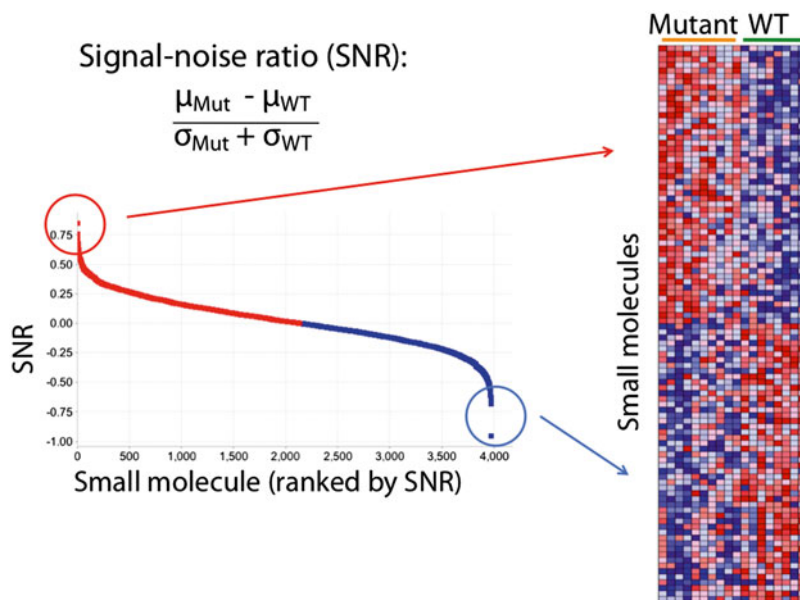 Mutant WT
Signal-noise ratio (SNR):
μMut - μWT
σMut + σWT
0.75
0.50
0.25
0.00
-0.25
-0.50
-0.75
-1.00
SNR
0 500 1,000 1,500 2,000 2,500 3,000 3,500 4,000
Small molecule (ranked by SNR)
Small molecules